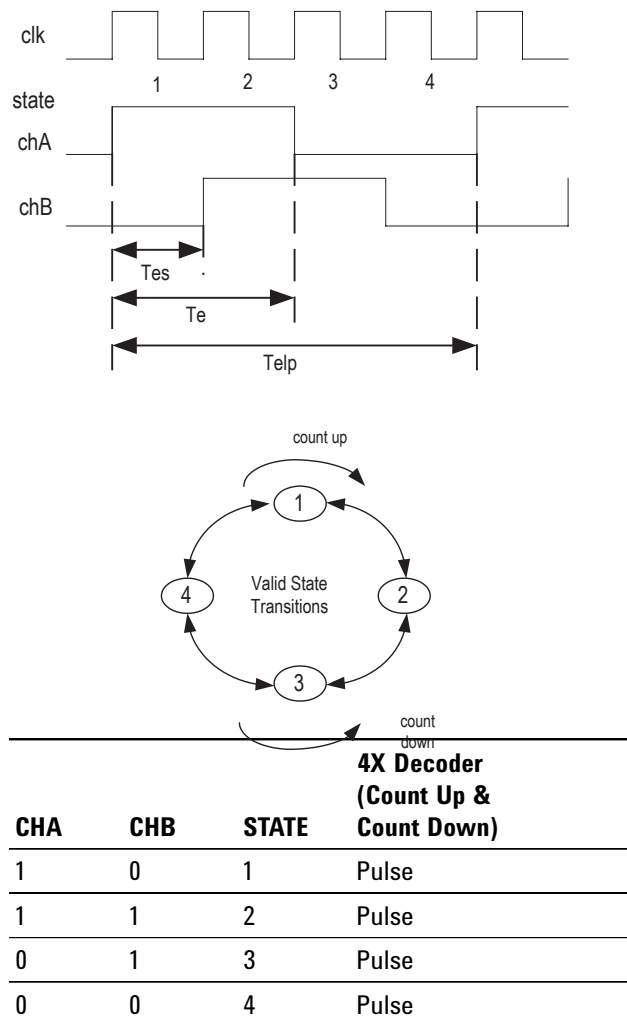 clk
1 2 3 4
state
chA
chB
Tes
Te
Telp
count up
1
4
Valid State
Transitions
2
3
count
down
4X Decoder
(Count Up &
CHA CHB STATE Count Down)
1 0 1 Pulse
1 1 2 Pulse
0 1 3 Pulse
0 0 4 Pulse